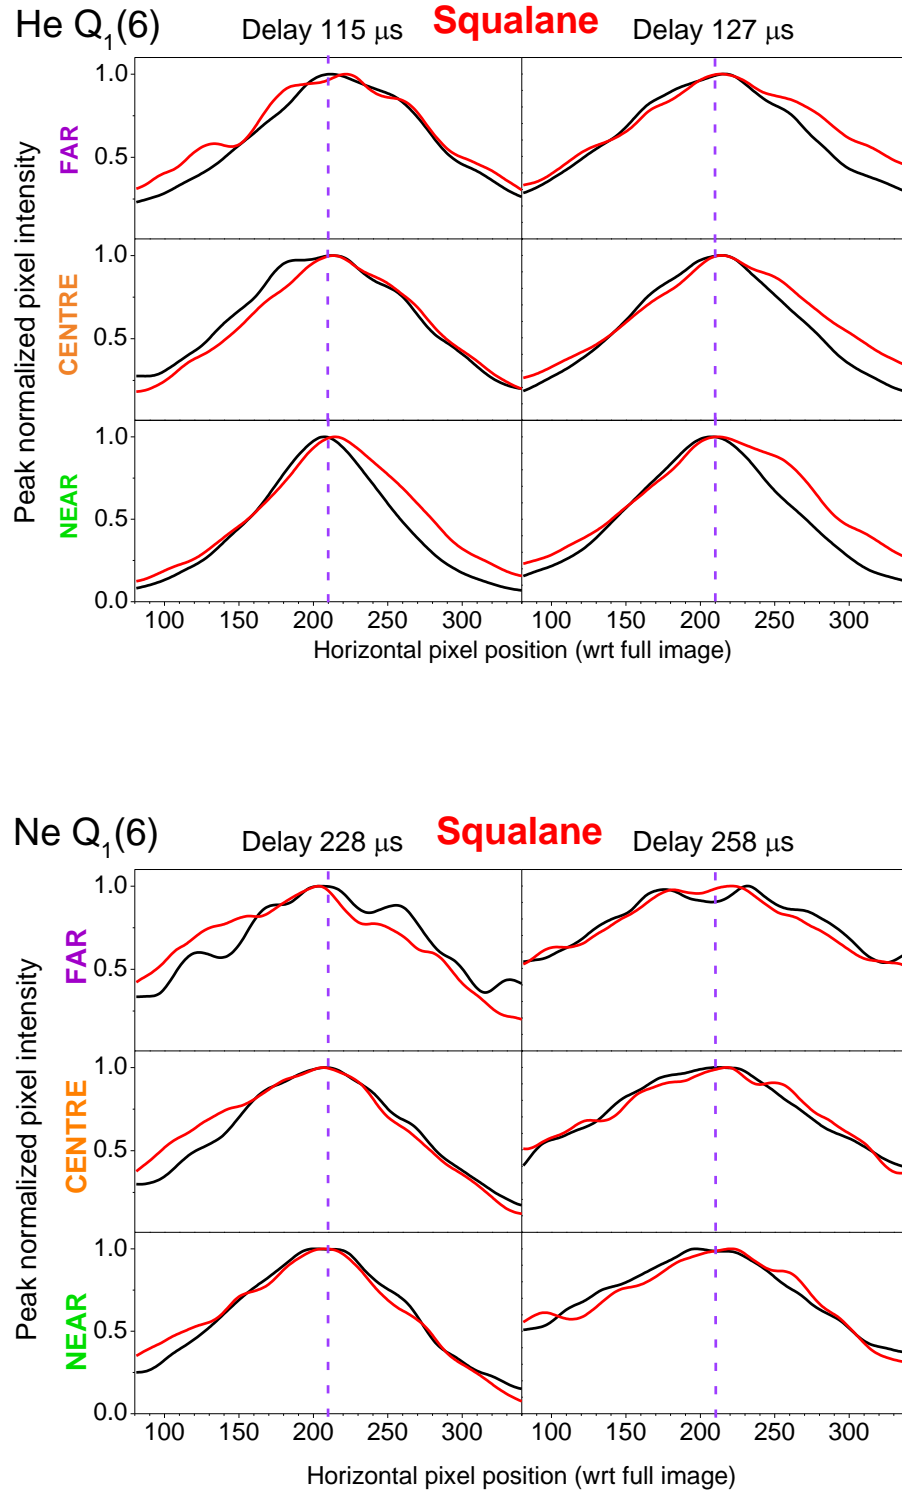 He Q1(6) Delay 115 μs Squalane Delay 127 μs
Peak normalized pixel intensity
FAR
1.0
0.5
CENTRE
1.0
0.5
NEAR
1.0
0.5
0.0
100 150 200 250 300 100 150 200 250 300
Horizontal pixel position (wrt full image)
Ne Q1(6) Delay 228 μs Squalane Delay 258 μs
Peak normalized pixel intensity
FAR
1.0
0.5
CENTRE
1.0
0.5
NEAR
1.0
0.5
0.0
100 150 200 250 300 100 150 200 250 300
Horizontal pixel position (wrt full image)